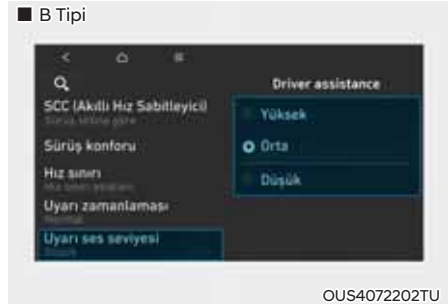 ■ B Tipi
Driver assistance
SCC (Akıllı Hız Sabitleyici)
Sürüş konforu
Hız sınırı
Uyarı zamanlaması
Uyarı ses seviyesi
Yüksek
Orta
Düşük
OUS4072202TU